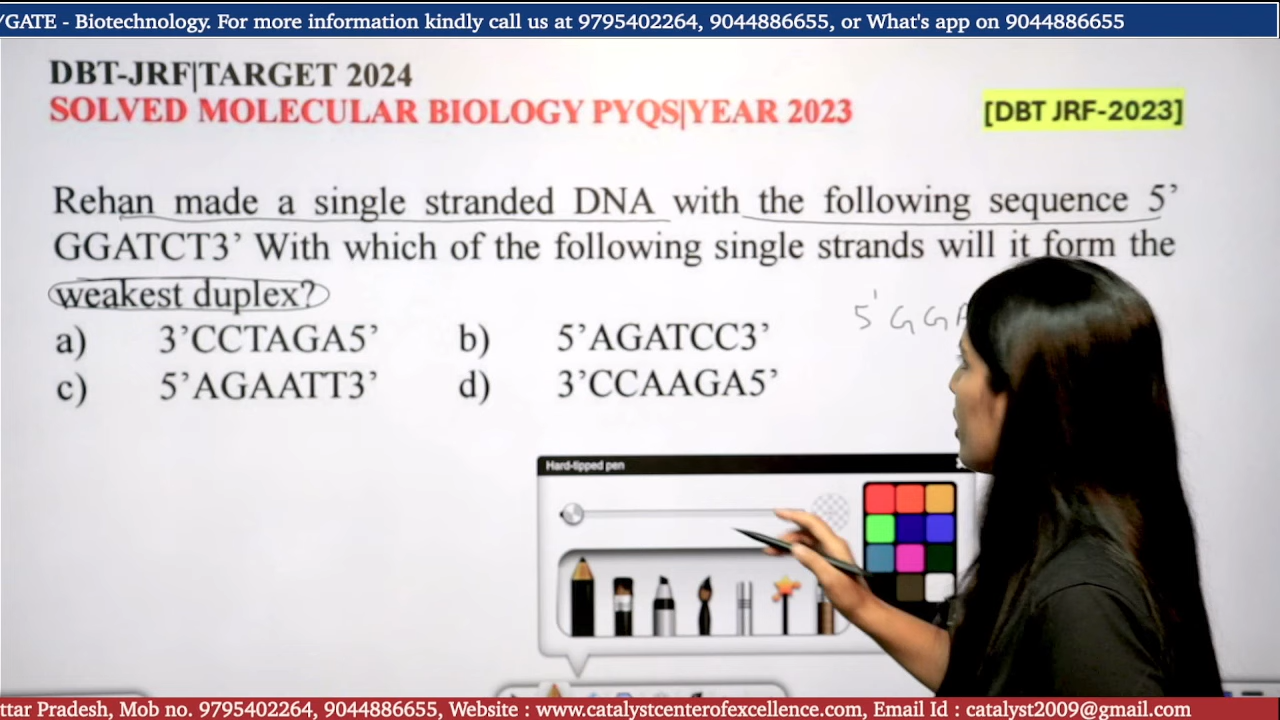 /GATE - Biotechnology. For more information kindly call us at 9795402264, 9044886655, or What's app on 9044886655
DBT-JRF|TARGET 2024
SOLVED MOLECULAR BIOLOGY PYQS|YEAR 2023
[DBT JRF-2023]
Rehan made a single stranded DNA with the following sequence 5’
GGATCT3’ With which of the following single strands will it form the
weakest duplex?
5' GGA
a) 3’CCTAGA5’ b) 5’AGATCC3’
c) 5’AGAATT3’ d) 3’CCAAGA5’
Hard-tipped pen
ttar Pradesh, Mob no. 9795402264, 9044886655, Website : www.catalystcenterofexcellence.com, Email Id : catalyst2009@gmail.com